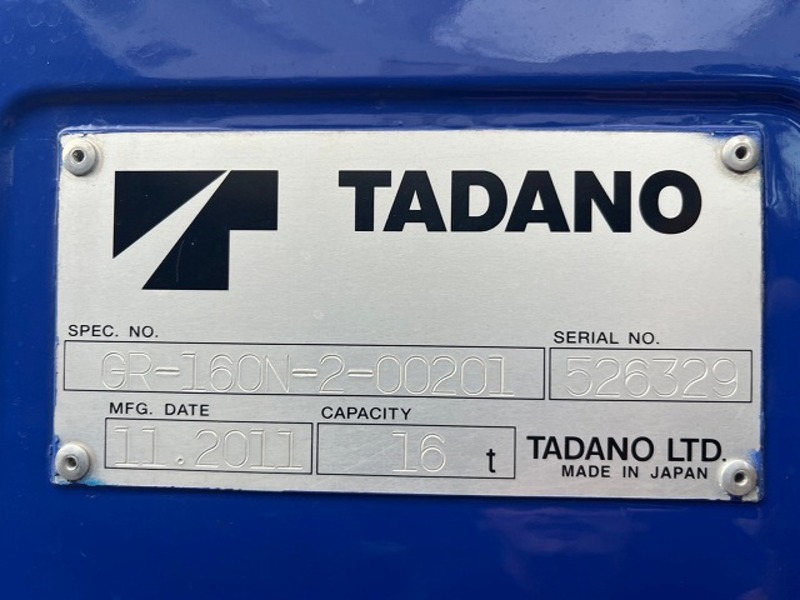 TADANO
SPEC. NO.
GR-160N-2-00201
SERIAL NO.
526329
MFG. DATE
11.2011
CAPACITY
16 t
TADANO LTD.
MADE IN JAPAN